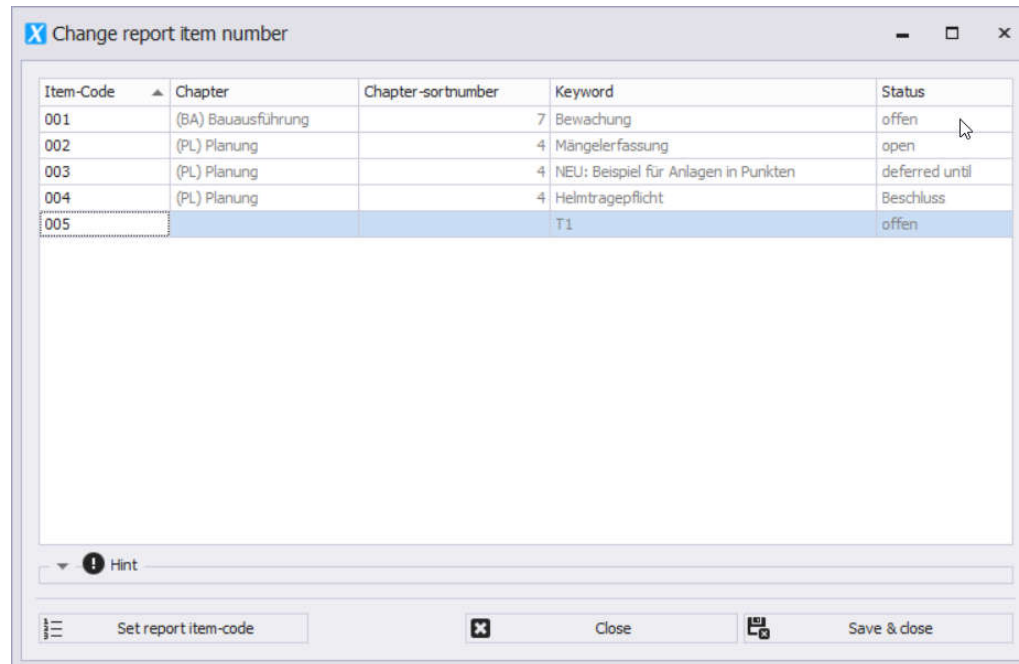 Change report item number
Item-Code Chapter Chapter-sortnumber Keyword Status
001 (BA) Bauausführung 7 Bewachung offen
002 (PL) Planung 4 Mängelerfassung open
003 (PL) Planung 4 NEU: Beispiel für Anlagen in Punkten deferred until
004 (PL) Planung 4 Helmtragepflicht Beschluss
005 T1 offen
Hint
Set report item-code Close Save & close